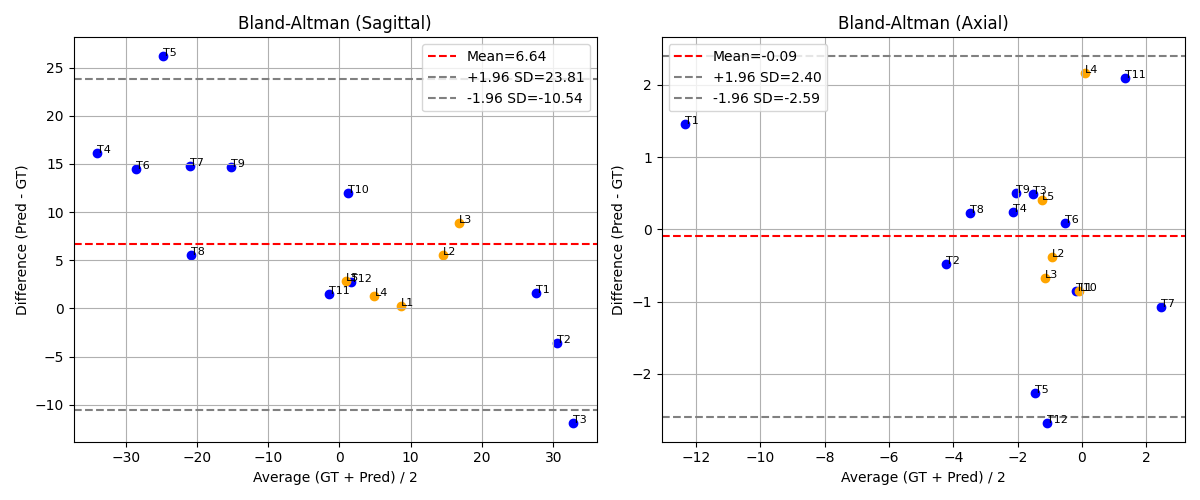 Bland-Altman (Sagittal)
Mean=6.64
+1.96 SD=23.81
-1.96 SD=-10.54
T5
T4
T6
T7
T9
T10
L3
T8
L2
T12
T11
L4
L1
T1
T2
T3
25
20
15
10
5
0
−5
−10
−30
−20
−10
0
10
20
30
Difference (Pred - GT)
Average (GT + Pred) / 2
Bland-Altman (Axial)
Mean=-0.09
+1.96 SD=2.40
-1.96 SD=-2.59
L4
T11
T1
T9
T3
L5
T8
T4
T6
T2
L2
L3
T10
L1
T7
T5
T12
2
1
0
−1
−2
−12
−10
−8
−6
−4
−2
0
2
Difference (Pred - GT)
Average (GT + Pred) / 2